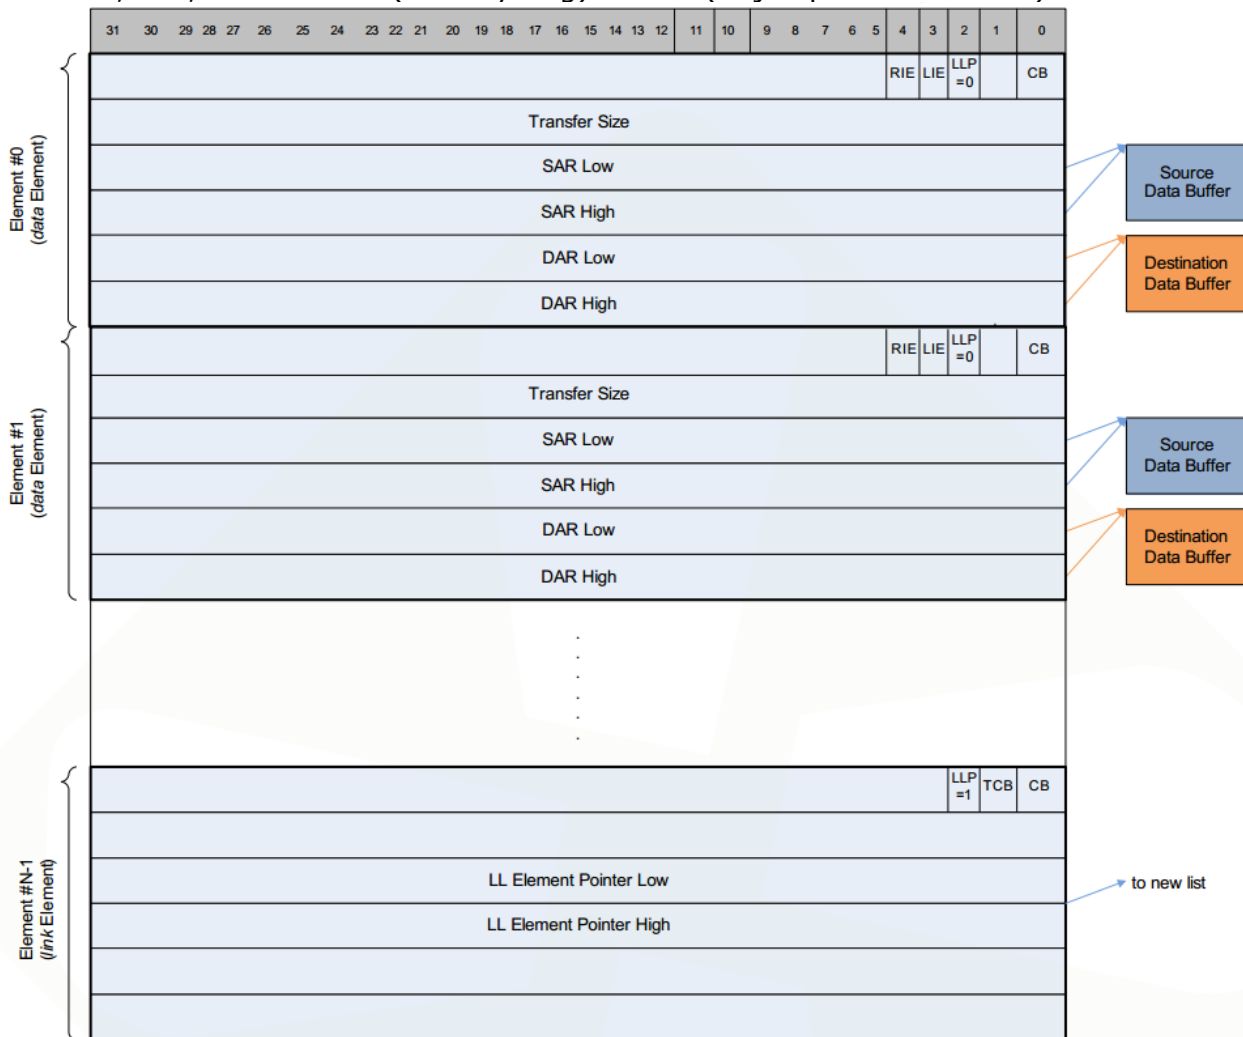 31 30 29 28 27 26 25 24 23 22 21 20 19 18 17 16 15 14 13 12 11 10 9 8 7 6 5 4 3 2 1 0
Element #0
(data Element)
RIE LIE LLP =0 CB
Transfer Size
SAR Low
SAR High
DAR Low
DAR High
Source
Data Buffer
Destination
Data Buffer
Element #1
(data Element)
RIE LIE LLP =0 CB
Transfer Size
SAR Low
SAR High
DAR Low
DAR High
Source
Data Buffer
Destination
Data Buffer
Element #N-1
(link Element)
LLP =1 TCB CB
LL Element Pointer Low
LL Element Pointer High
to new list